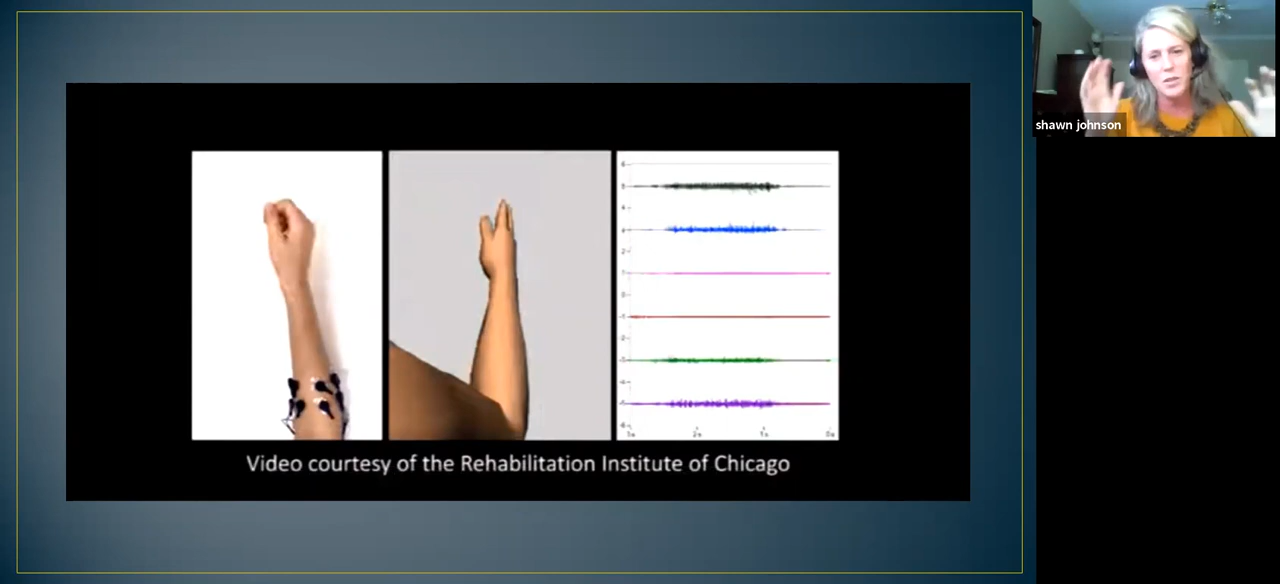 shawn johnson
Video courtesy of the Rehabilitation Institute of Chicago